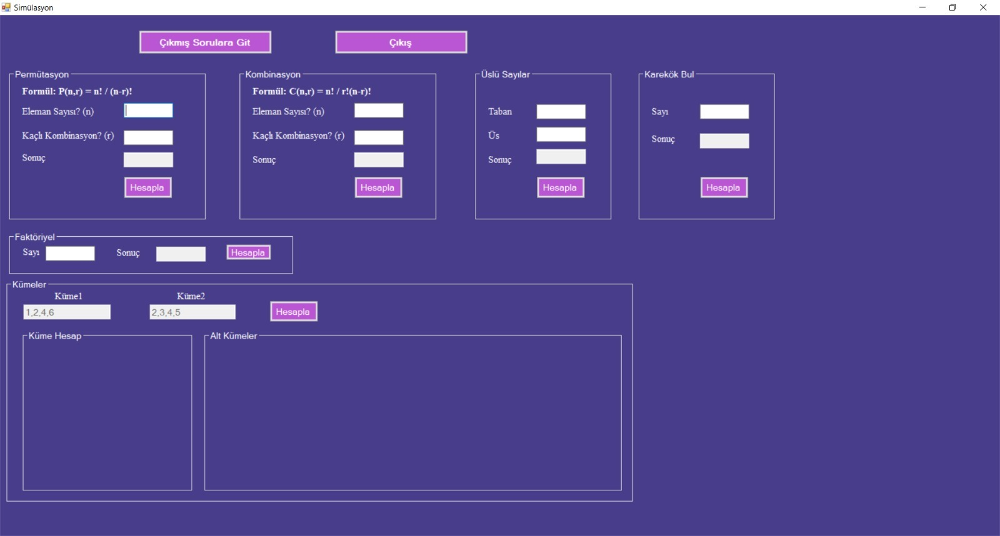 Simülasyon
Çıkmış Sorulara Git
Çıkış
Permütasyon
Formül: P(n,r) = n! / (n-r)!
Eleman Sayısı? (n)
Kaçlı Kombinasyon? (r)
Sonuç
Hesapla
Kombinasyon
Formül: C(n,r) = n! / r!(n-r)!
Eleman Sayısı? (n)
Kaçlı Kombinasyon? (r)
Sonuç
Hesapla
Üslü Sayılar
Taban
Üs
Sonuç
Hesapla
Karekök Bul
Sayı
Sonuç
Hesapla
Faktöriyel
Sayı
Sonuç
Hesapla
Kümeler
Küme1
Küme2
1,2,4,6
2,3,4,5
Hesapla
Küme Hesap
Alt Kümeler